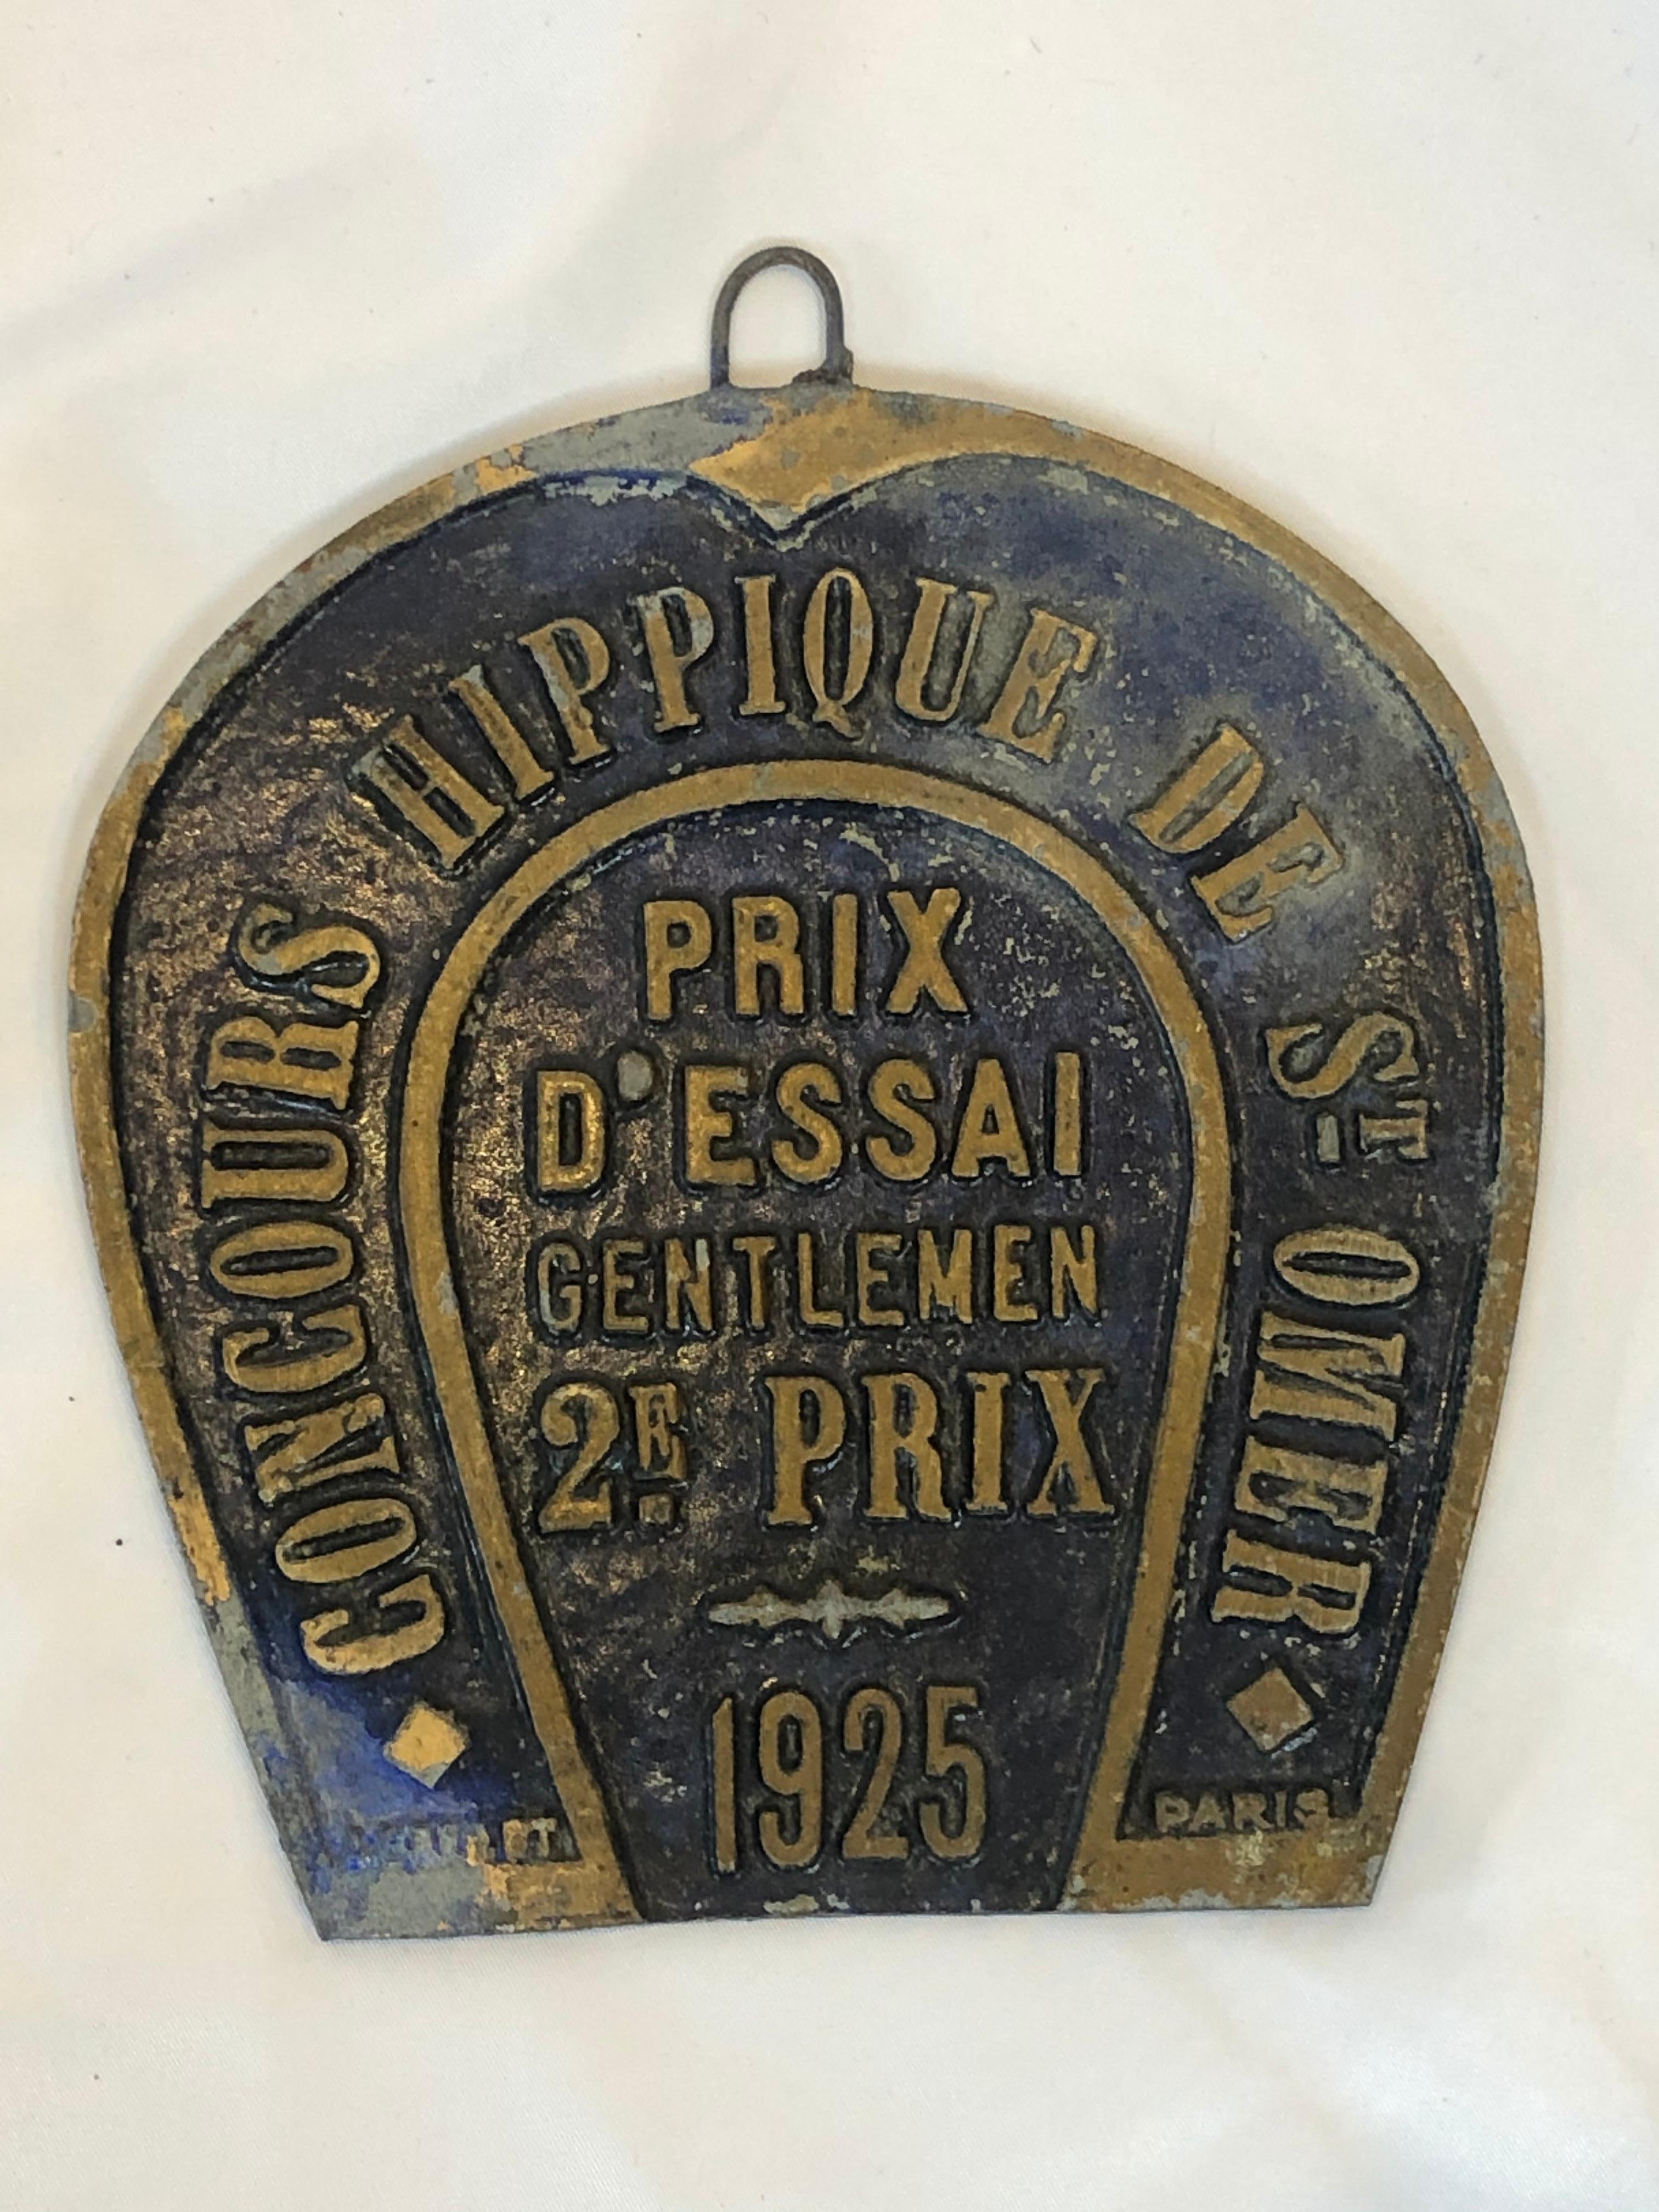 CONCOURS HIPPIQUE DE ST OMER
PRIX
D'ESSAI
GENTLEMEN
2E. PRIX
1925
PARIS